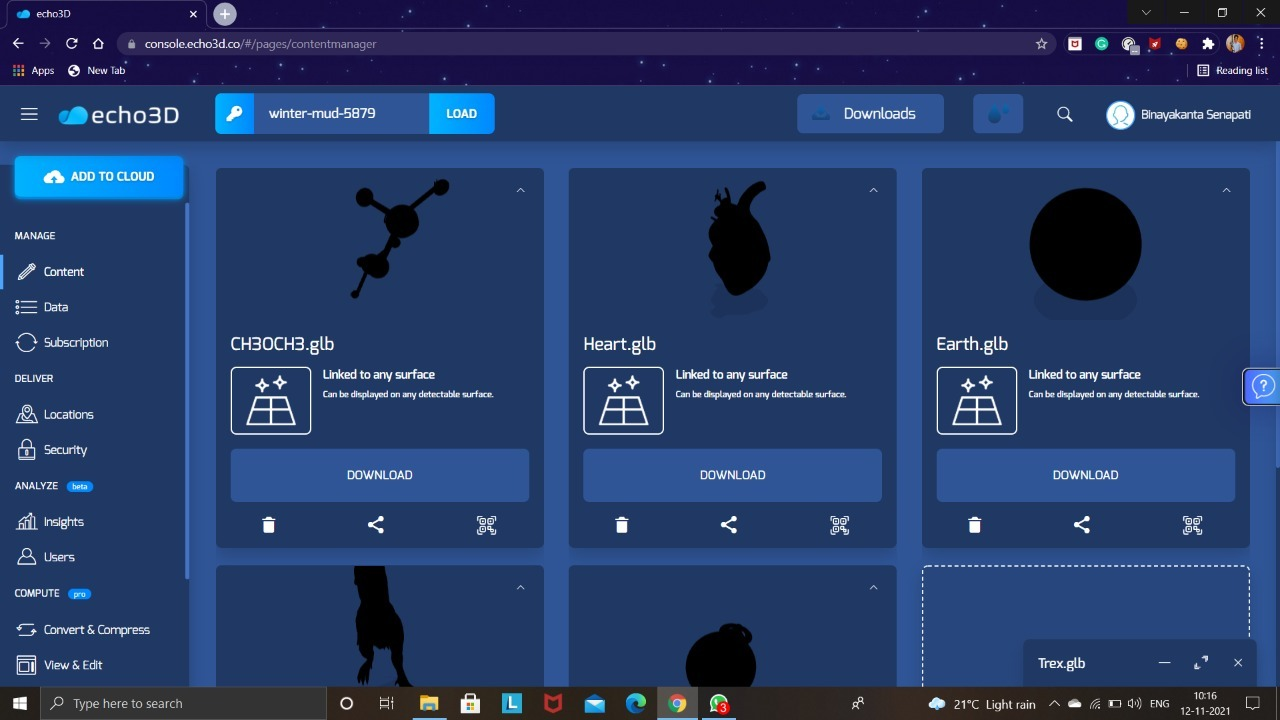 echo3D
console.echo3d.co/#/pages/contentmanager
Apps
New Tab
Reading list
echo3D
winter-mud-5879
LOAD
Downloads
Binayakanta Senapati
ADD TO CLOUD
MANAGE
Content
Data
Subscription
DELIVER
Locations
Security
ANALYZE beta
Insights
Users
COMPUTE pro
Convert & Compress
View & Edit
CH3OCH3.glb
Linked to any surface
Can be displayed on any detectable surface.
DOWNLOAD
Heart.glb
Linked to any surface
Can be displayed on any detectable surface.
DOWNLOAD
Earth.glb
Linked to any surface
Can be displayed on any detectable surface.
DOWNLOAD
Trex.glb
Type here to search
L
3
21°C Light rain
ENG
10:16
12-11-2021